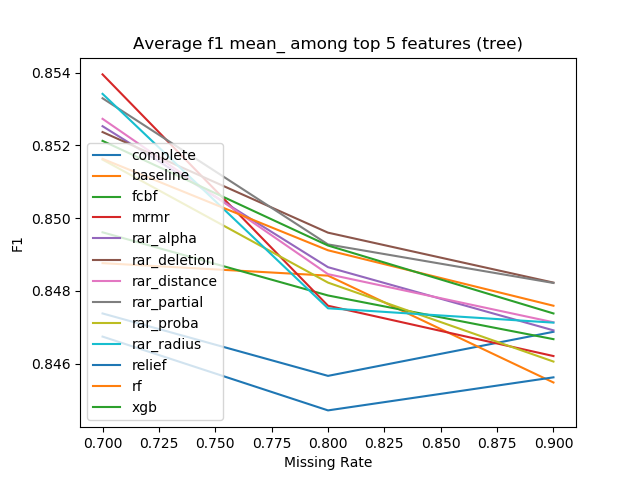 Average f1 mean_ among top 5 features (tree)
0.854
0.852
0.850
0.848
0.846
F1
complete
baseline
fcbf
mrmr
rar_alpha
rar_deletion
rar_distance
rar_partial
rar_proba
rar_radius
relief
rf
xgb
0.700 0.725 0.750 0.775 0.800 0.825 0.850 0.875 0.900
Missing Rate